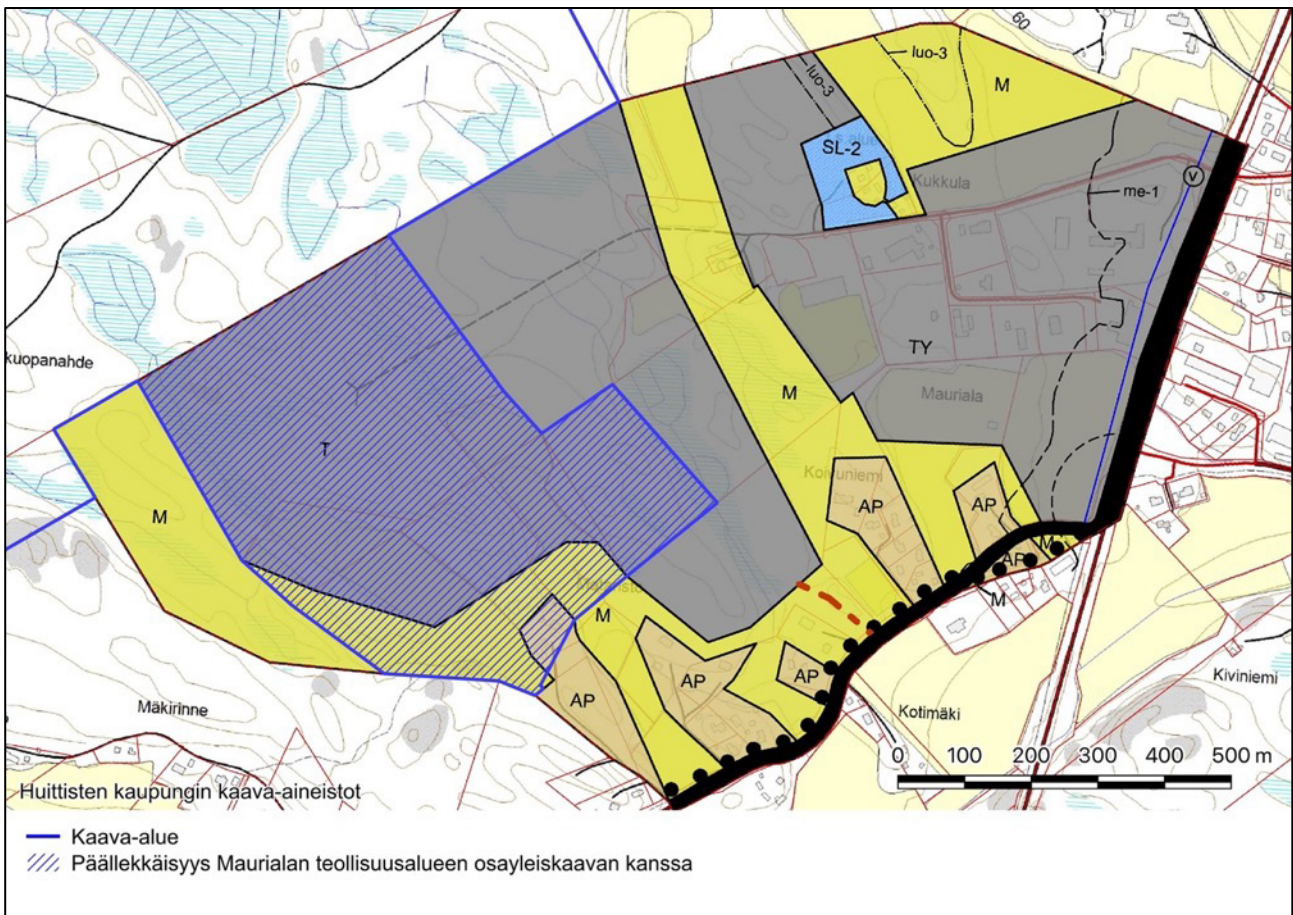 60
luo-3
luo-3
M
SL-2
Kukkula
me-1
v
kuopanahde
TY
Mauriala
M
T
Koivuniemi
AP
AP
M
M
AP
M
M
AP
AP
AP
Mäkirinne
Kotimäki
Kiviniemi
0 100 200 300 400 500 m
Huittisten kaupungin kaava-aineistot
Kaava-alue
Päällekkäisyys Maurialan teollisuusalueen osayleiskaavan kanssa